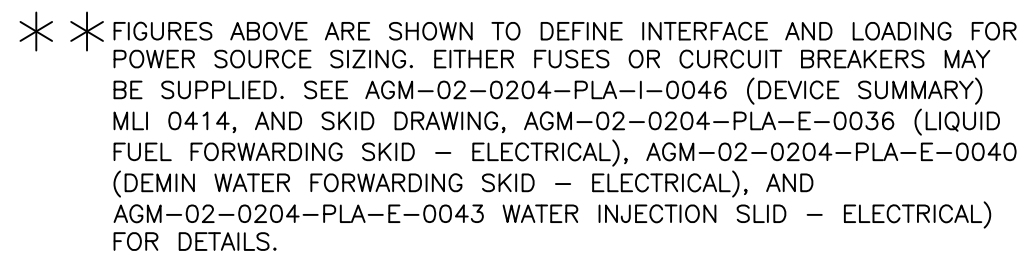 ** FIGURES ABOVE ARE SHOWN TO DEFINE INTERFACE AND LOADING FOR
POWER SOURCE SIZING. EITHER FUSES OR CURCUIT BREAKERS MAY
BE SUPPLIED. SEE AGM-02-0204-PLA-I-0046 (DEVICE SUMMARY)
MLI 0414, AND SKID DRAWING, AGM-02-0204-PLA-E-0036 (LIQUID
FUEL FORWARDING SKID - ELECTRICAL), AGM-02-0204-PLA-E-0040
(DEMIN WATER FORWARDING SKID - ELECTRICAL), AND
AGM-02-0204-PLA-E-0043 WATER INJECTION SLID - ELECTRICAL)
FOR DETAILS.